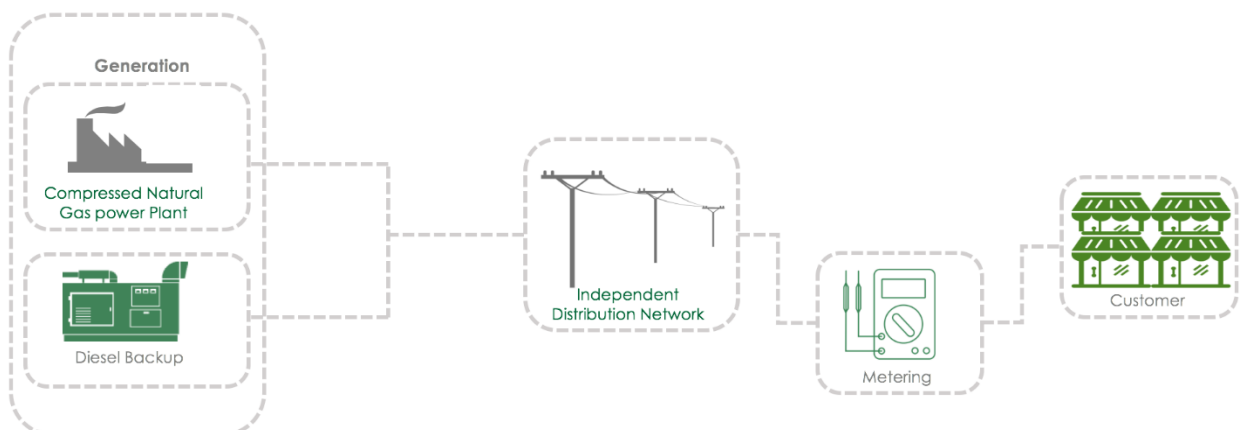 Generation
Compressed Natural
Gas power Plant
Diesel Backup
Independent
Distribution Network
Metering
Customer